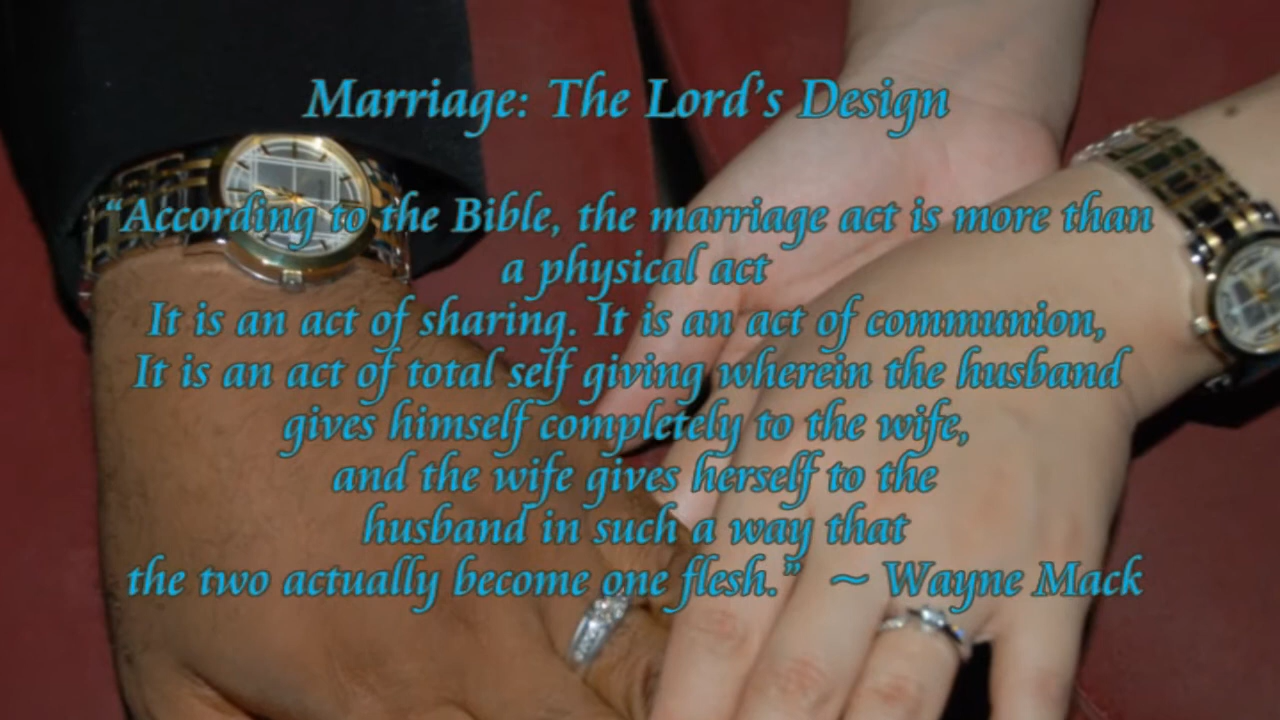 Marriage: The Lord’s Design
“According to the Bible, the marriage act is more than
a physical act
It is an act of sharing. It is an act of communion,
It is an act of total self giving wherein the husband
gives himself completely to the wife,
and the wife gives herself to the
husband in such a way that
the two actually become one flesh.” ~ Wayne Mack